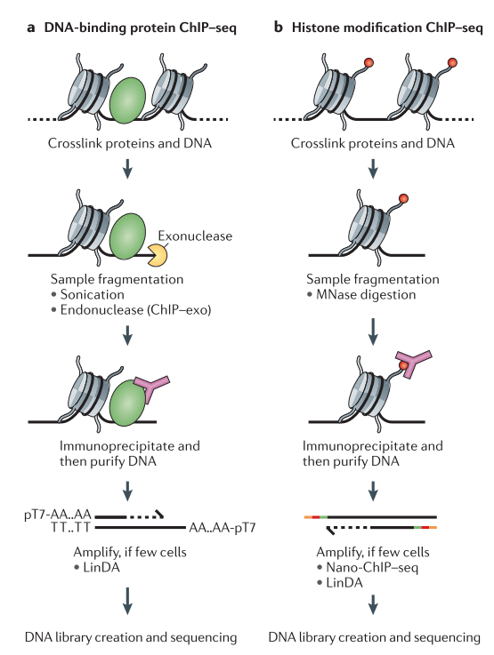 a DNA-binding protein ChIP–seq
Crosslink proteins and DNA
Exonuclease
Sample fragmentation
• Sonication
• Endonuclease (ChIP–exo)
Immunoprecipitate and
then purify DNA
pT7-AA..AA
TT..TT
AA..AA-pT7
Amplify, if few cells
• LinDA
DNA library creation and sequencing
b Histone modification ChIP–seq
Crosslink proteins and DNA
Sample fragmentation
• MNase digestion
Immunoprecipitate and
then purify DNA
Amplify, if few cells
• Nano-ChIP–seq
• LinDA
DNA library creation and sequencing